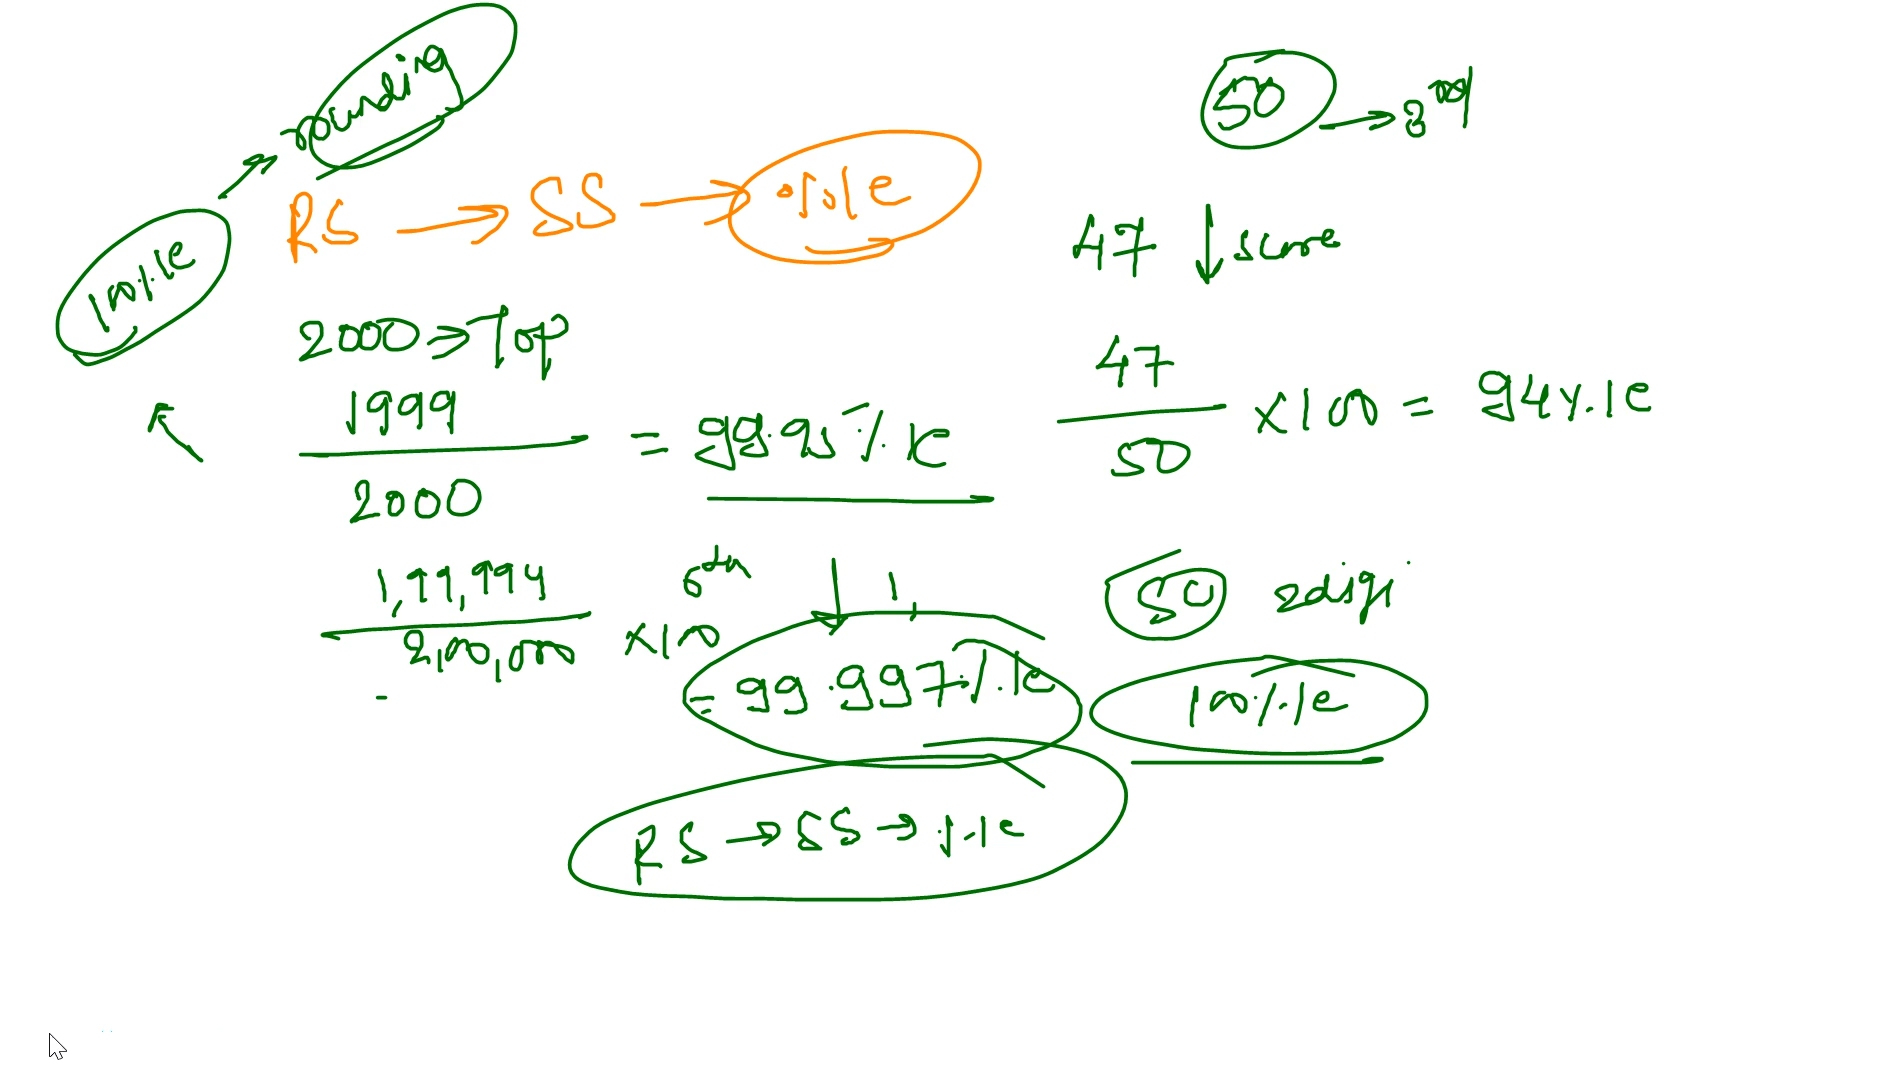 rounding
50 → 3rd
RS → SS → %ile
100%ile
47 ↓ score
2000 ⇒ Top
1999
2000
= 99.95%ile
47
50
×100 = 94%.ile
1,99,994
2,00,000
×100
6th
= 99.997%.ile
50 2digi
100%ile
RS → SS → %ile